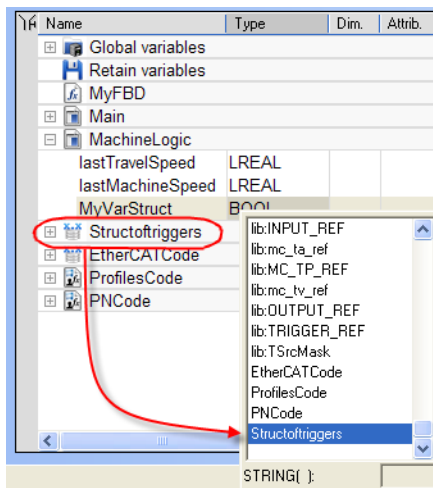 Name Type Dim. Attrib.
Global variables
Retain variables
MyFBD
Main
MachineLogic
lastTravelSpeed LREAL
lastMachineSpeed LREAL
MyVarStruct BOOL
Structoftriggers
EtherCATCode
ProfilesCode
PNCode
lib:INPUT_REF
lib:mc_ta_ref
lib:MC_TP_REF
lib:mc_tv_ref
lib:OUTPUT_REF
lib:TRIGGER_REF
lib:TSrcMask
EtherCATCode
ProfilesCode
PNCode
Structoftriggers
STRING( ):